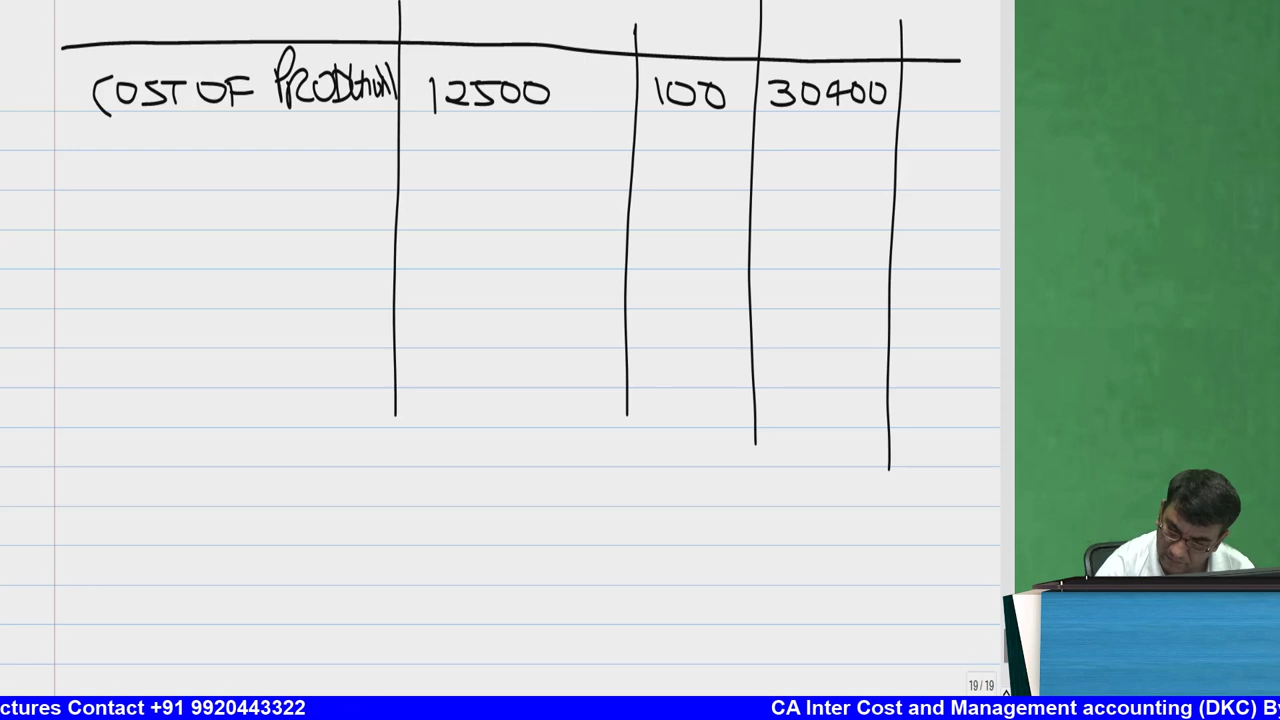 COST OF PRODUCTION 12500 100 30400
19 / 19
ctures Contact +91 9920443322 CA Inter Cost and Management accounting (DKC) By